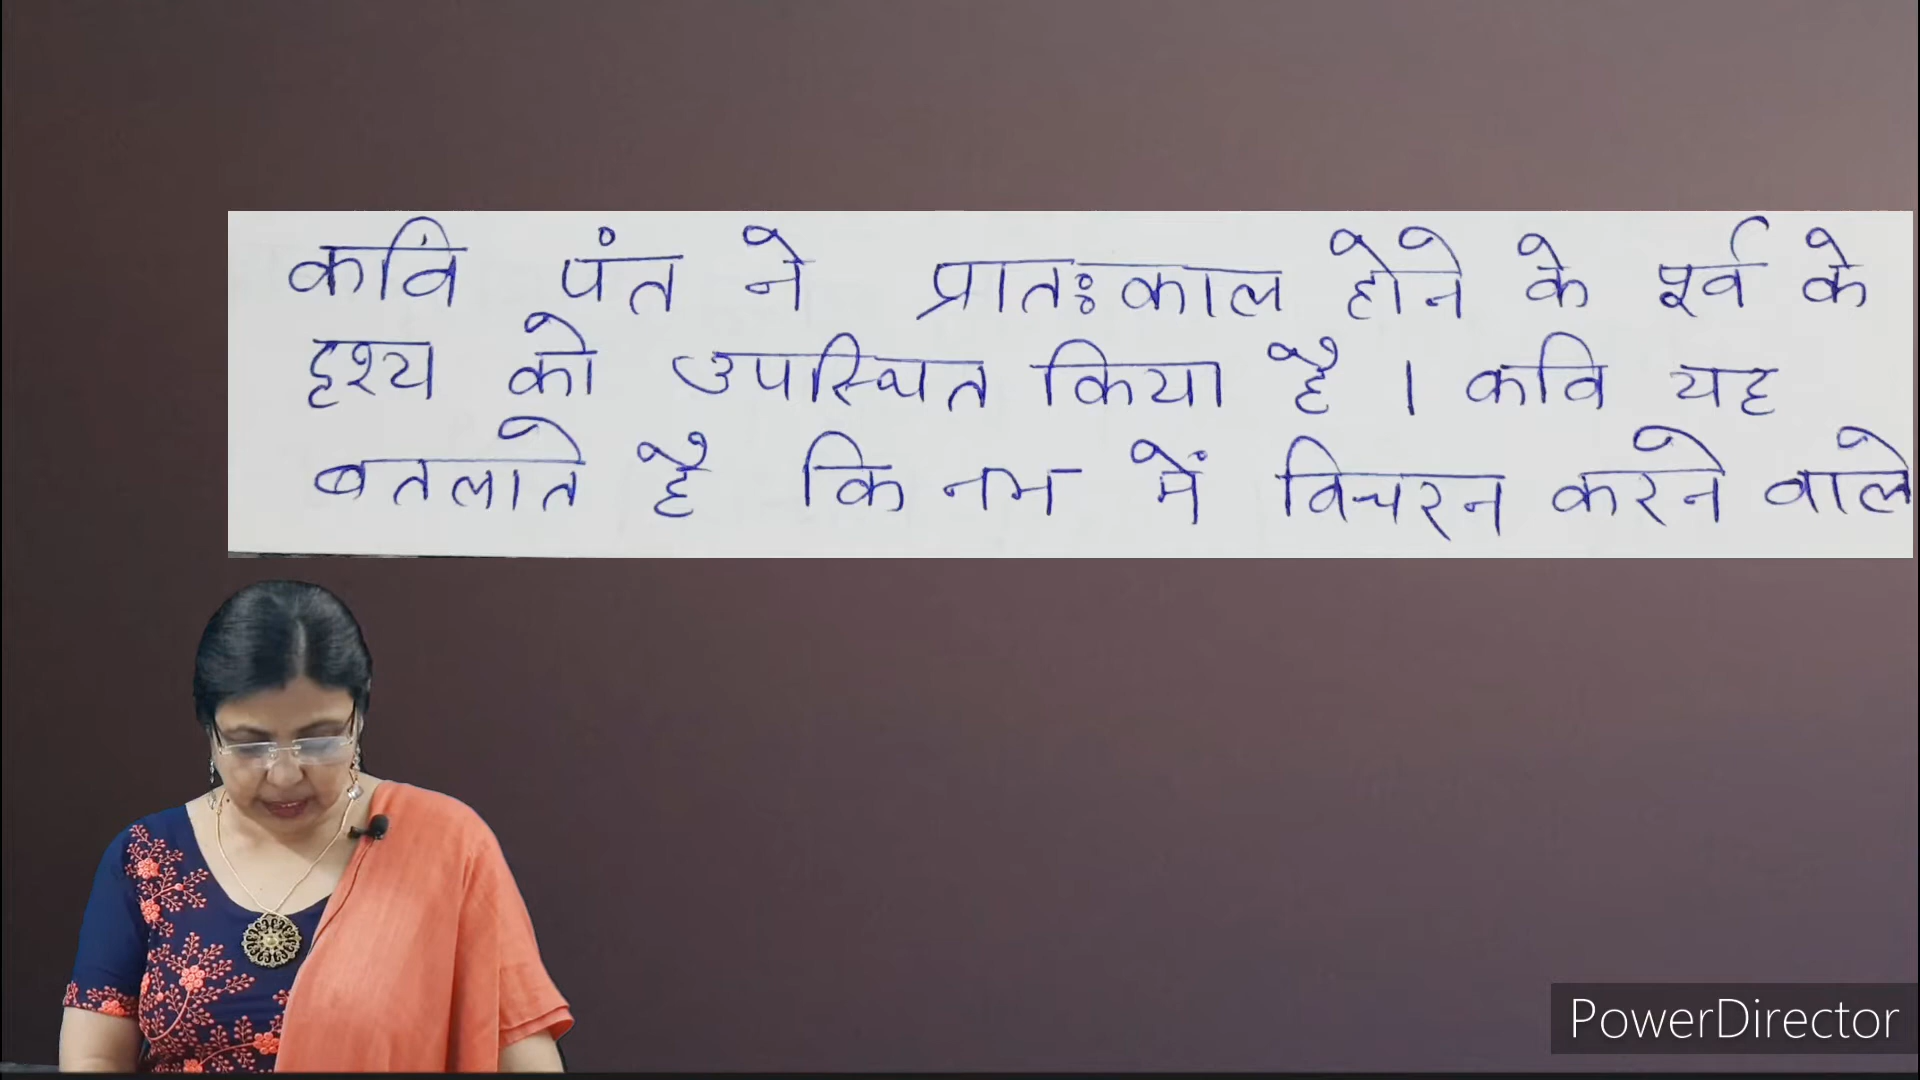 कवि पंत ने प्रातःकाल होने के पूर्व के
दृश्य को उपस्थित किया है । कवि यह
बतलाते है कि नभ में विचरन करने वाले
PowerDirector